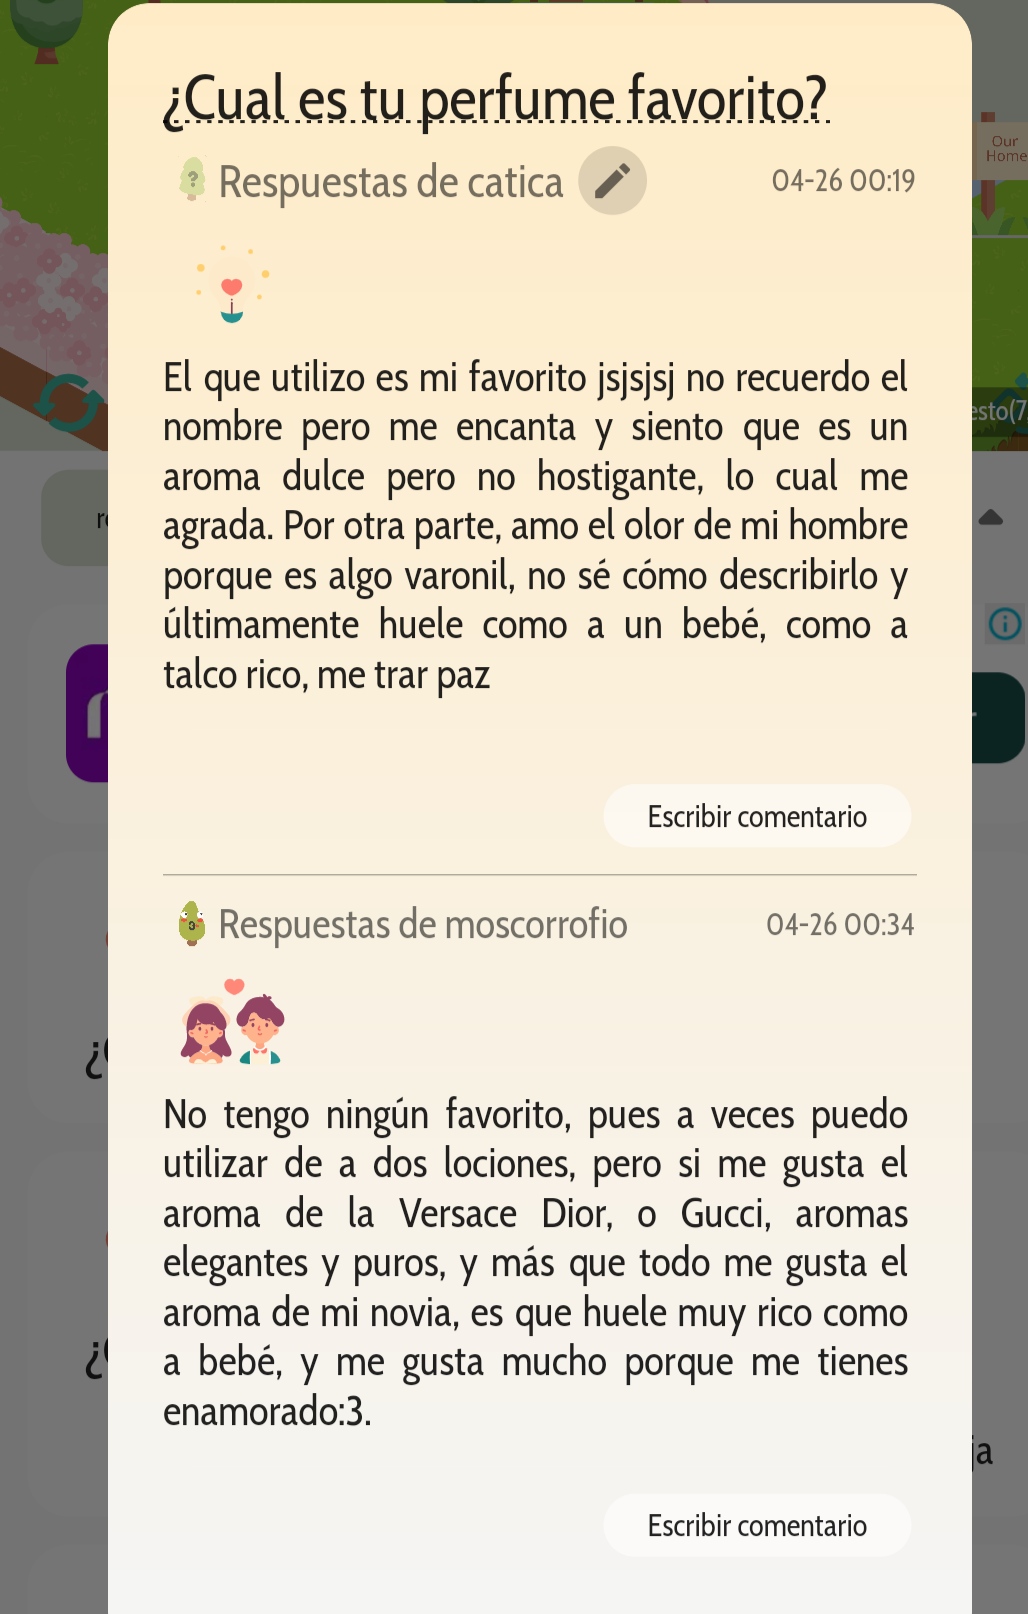 ¿Cual es tu perfume favorito?
Our
Home
Respuestas de catica
04-26 00:19
El que utilizo es mi favorito jsjsjsj no recuerdo el
nombre pero me encanta y siento que es un
aroma dulce pero no hostigante, lo cual me
agrada. Por otra parte, amo el olor de mi hombre
porque es algo varonil, no sé cómo describirlo y
últimamente huele como a un bebé, como a
talco rico, me trar paz
Escribir comentario
Respuestas de moscorrofio
04-26 00:34
No tengo ningún favorito, pues a veces puedo
utilizar de a dos lociones, pero si me gusta el
aroma de la Versace Dior, o Gucci, aromas
elegantes y puros, y más que todo me gusta el
aroma de mi novia, es que huele muy rico como
a bebé, y me gusta mucho porque me tienes
enamorado:3.
Escribir comentario